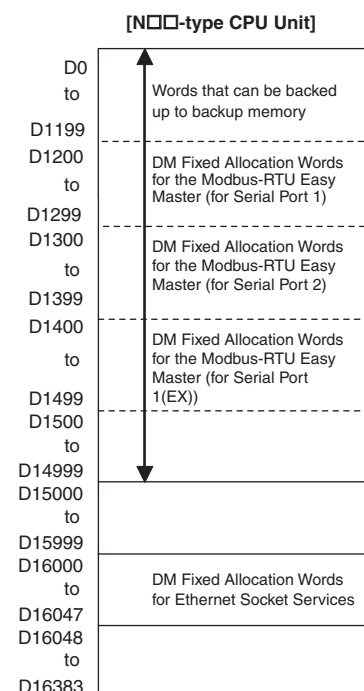 [N□□-type CPU Unit]
D0
to
D1199
Words that can be backed
up to backup memory
D1200
to
D1299
DM Fixed Allocation Words
for the Modbus-RTU Easy
Master (for Serial Port 1)
D1300
to
D1399
DM Fixed Allocation Words
for the Modbus-RTU Easy
Master (for Serial Port 2)
D1400
to
D1499
DM Fixed Allocation Words
for the Modbus-RTU Easy
Master (for Serial Port
1(EX))
D1500
to
D14999
D15000
to
D15999
D16000
to
D16047
DM Fixed Allocation Words
for Ethernet Socket Services
D16048
to
D16383